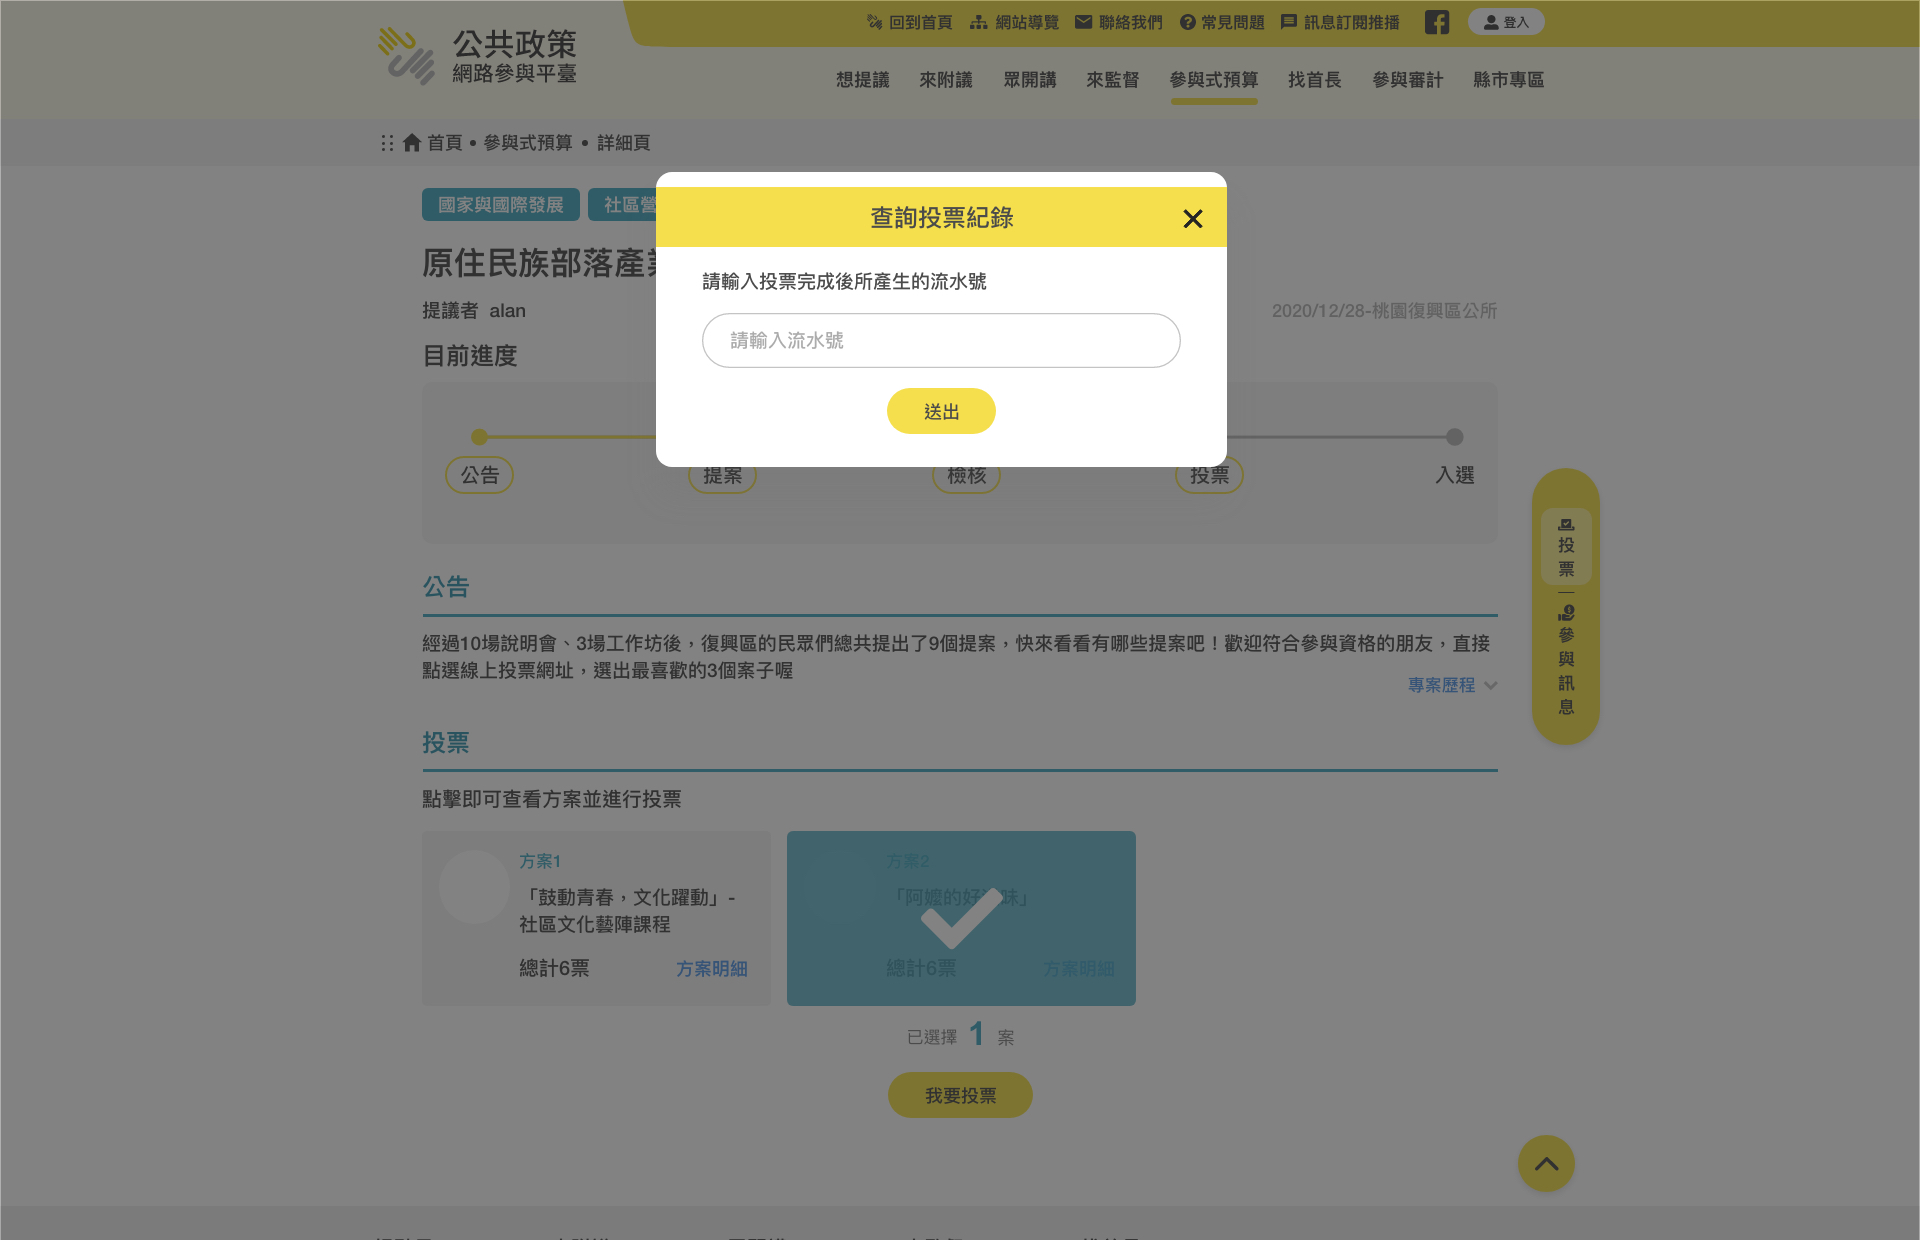 公共政策
網路參與平臺
回到首頁 網站導覽 聯絡我們 常見問題 訊息訂閱推播 登入
想提議 來附議 眾開講 來監督 參與式預算 找首長 參與審計 縣市專區
首頁 • 參與式預算 • 詳細頁
國家與國際發展 社區營
原住民族部落產業
提議者 alan
2020/12/28-桃園復興區公所
目前進度
查詢投票紀錄
請輸入投票完成後所產生的流水號
請輸入流水號
送出
公告 提案 檢核 投票 入選
公告
經過10場說明會、3場工作坊後，復興區的民眾們總共提出了9個提案，快來看看有哪些提案吧！歡迎符合參與資格的朋友，直接
點選線上投票網址，選出最喜歡的3個案子喔
專案歷程
投票
點擊即可查看方案並進行投票
方案1
「鼓動青春，文化躍動」-
社區文化藝陣課程
總計6票 方案明細
方案2
「阿嬤的好 味」
總計6票 方案明細
已選擇 1 案
我要投票
投票
參與訊息